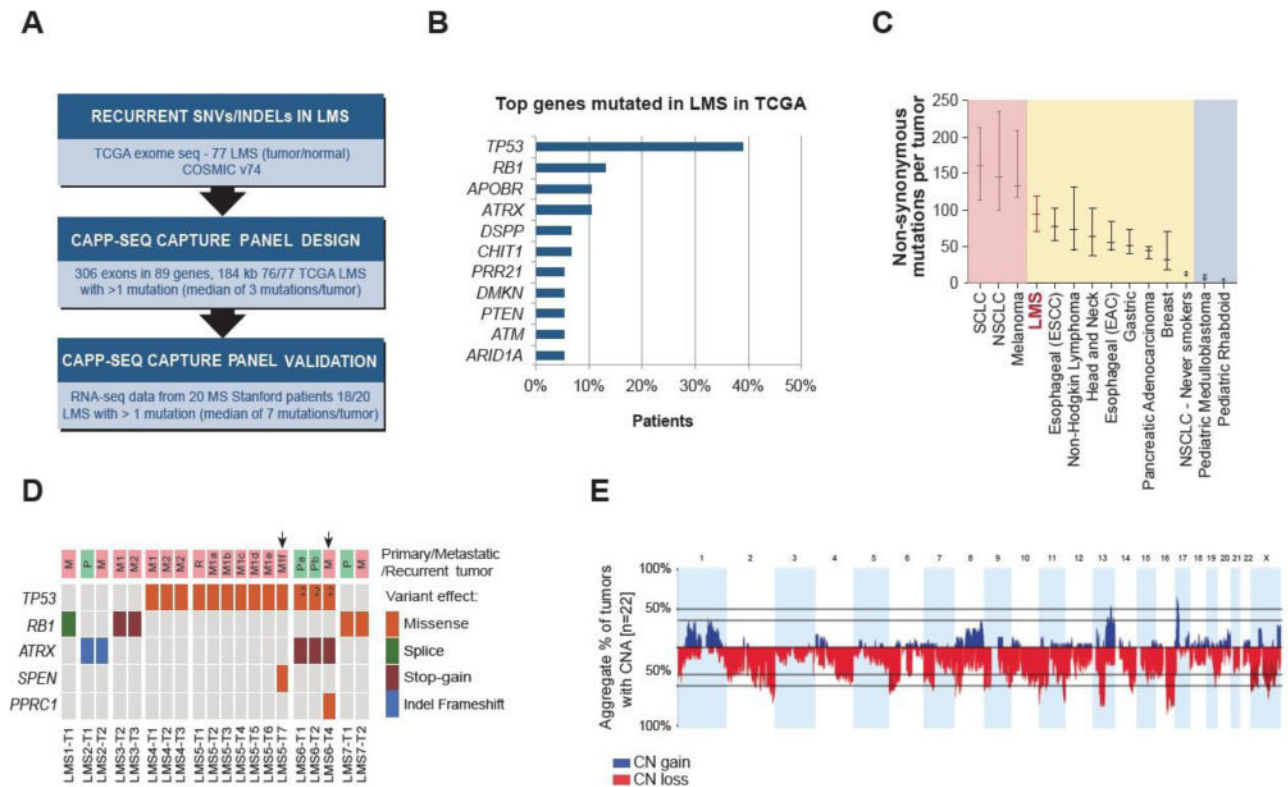 A
RECURRENT SNVs/INDELs IN LMS
TCGA exome seq - 77 LMS (tumor/normal)
COSMIC v74
CAPP-SEQ CAPTURE PANEL DESIGN
306 exons in 89 genes, 184 kb 76/77 TCGA LMS
with >1 mutation (median of 3 mutations/tumor)
CAPP-SEQ CAPTURE PANEL VALIDATION
RNA-seq data from 20 MS Stanford patients 18/20
LMS with > 1 mutation (median of 7 mutations/tumor)
B
Top genes mutated in LMS in TCGA
TP53
RB1
APOBR
ATRX
DSPP
CHIT1
PRR21
DMKN
PTEN
ATM
ARID1A
0% 10% 20% 30% 40% 50%
Patients
C
Non-synonymous
mutations per tumor
250
200
150
100
50
0
SCLC
NSCLC
Melanoma
LMS
Esophageal (ESCC)
Non-Hodgkin Lymphoma
Head and Neck
Esophageal (EAC)
Gastric
Pancreatic Adenocarcinoma
Breast
NSCLC - Never smokers
Pediatric Medulloblastoma
Pediatric Rhabdoid
D
M P M M1 M2 M1 M2 M2 R M1a M1b M1c M1d M1e M1f Pa Pb M P M
Primary/Metastatic
/Recurrent tumor
Variant effect:
Missense
Splice
Stop-gain
Indel Frameshift
TP53
RB1
ATRX
SPEN
PPRC1
LMS1-T1
LMS2-T1
LMS2-T2
LMS3-T2
LMS3-T3
LMS4-T1
LMS4-T2
LMS4-T3
LMS5-T1
LMS5-T2
LMS5-T3
LMS5-T4
LMS5-T5
LMS5-T6
LMS5-T7
LMS6-T1
LMS6-T2
LMS6-T4
LMS7-T1
LMS7-T2
E
1 2 3 4 5 6 7 8 9 10 11 12 13 14 15 16 17 18 19 20 21 22 X
Aggregate % of tumors
with CNA [n=22]
100%
50%
50%
100%
CN gain
CN loss